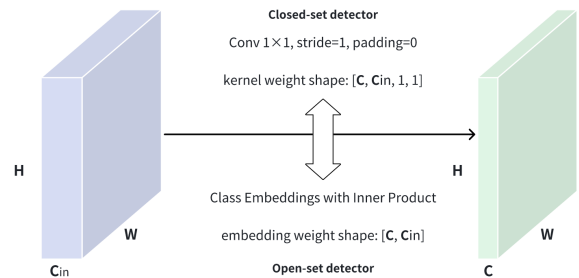 Closed-set detector
Conv 1×1, stride=1, padding=0
kernel weight shape: [C, Cin, 1, 1]
H
W
Cin
H
W
C
Class Embeddings with Inner Product
embedding weight shape: [C, Cin]
Open-set detector